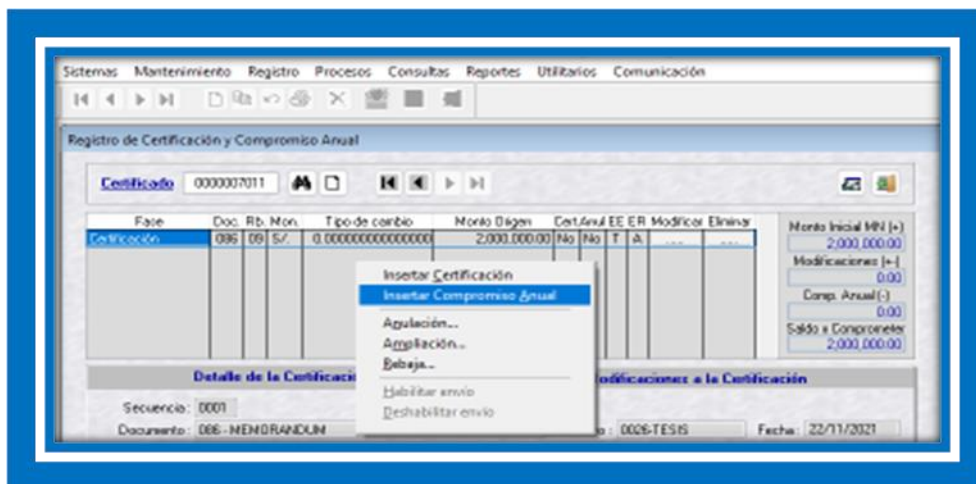 Sistemas Mantenimiento Registro Procesos Consultas Reportes Utilitarios Comunicación
Registro de Certificación y Compromiso Anual
Certificado 0000007011
Fase Doc. Rb. Mon. Tipo de cambio Monto Origen Cert.Anul EE ER Modificar Eliminar
Certificación 086 09 S/. 0.000000000000000 2,000,000.00 No No T A ... ...
Monto Inicial MN (+)
2,000,000.00
Modificaciones (+-)
0.00
Comp. Anual (-)
0.00
Saldo a Comprometer
2,000,000.00
Insertar Certificación
Insertar Compromiso Anual
Anulación...
Ampliación...
Rebaja...
Habilitar envio
Deshabilitar envio
Detalle de la Certificaci
odificaciones a la Certificación
Secuencia: 0001
Documento: 086 - MEMORANDUM
o : 0026-TESIS Fecha: 22/11/2021